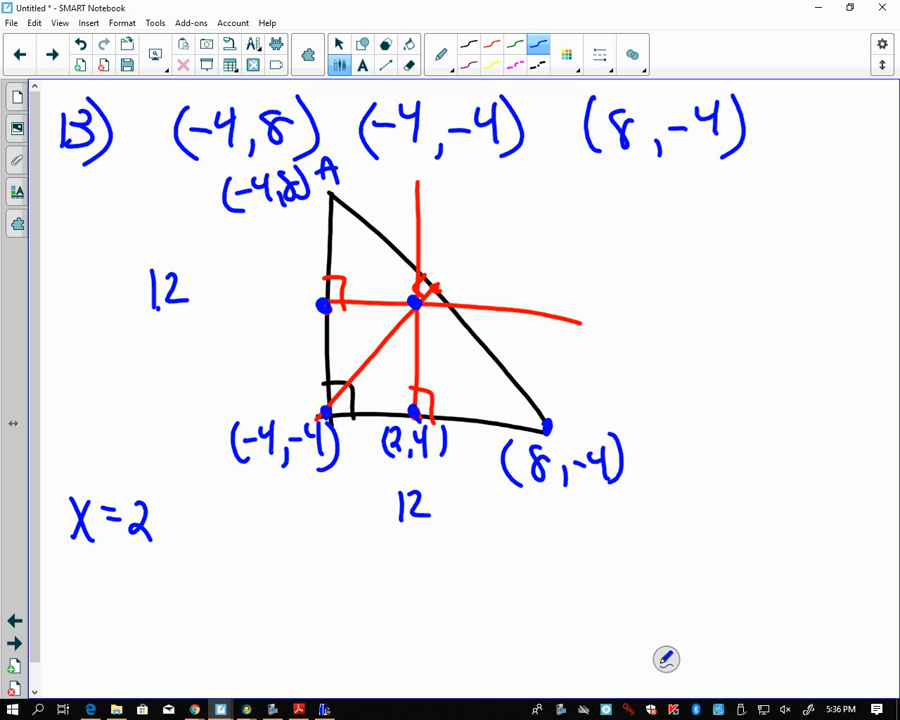 Untitled * - SMART Notebook
File Edit View Insert Format Tools Add-ons Account Help
13) (-4,8) (-4,-4) (8,-4)
(-4,8) A
12
(-4,-4) (2,4) (8,-4)
X=2 12
5:36 PM